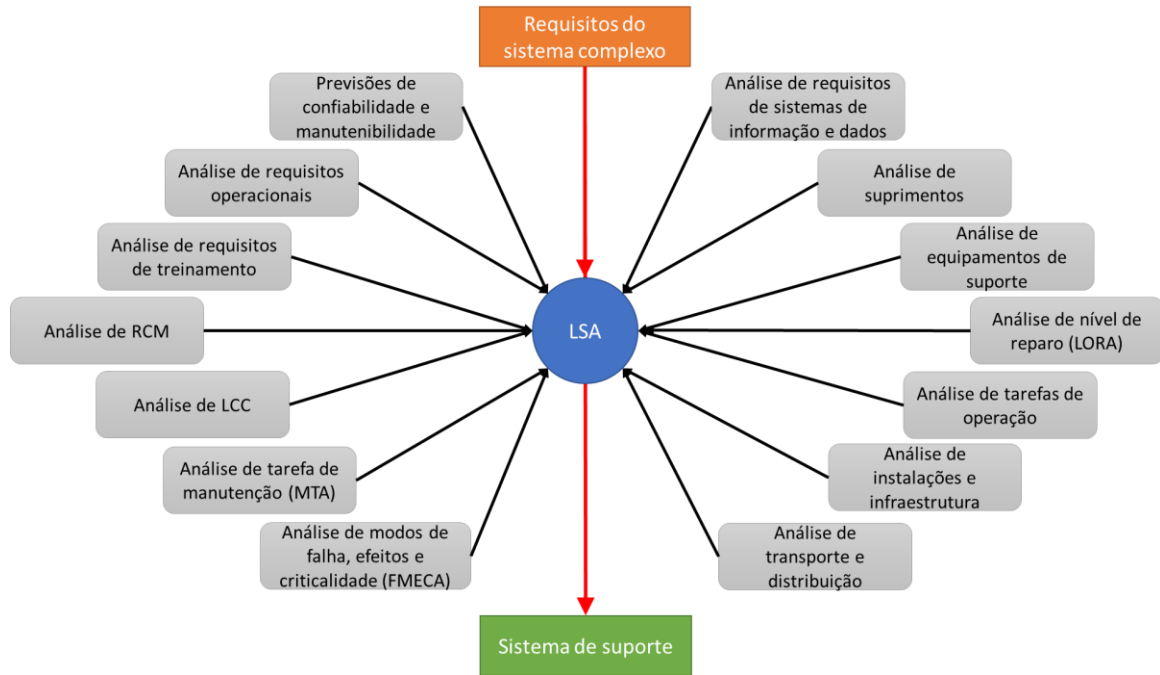 Requisitos do
sistema complexo
Previsões de
confiabilidade e
manutenibilidade
Análise de requisitos
operacionais
Análise de requisitos
de treinamento
Análise de RCM
Análise de LCC
Análise de tarefa de
manutenção (MTA)
Análise de modos de
falha, efeitos e
criticalidade (FMECA)
LSA
Análise de requisitos
de sistemas de
informação e dados
Análise de
suprimentos
Análise de
equipamentos de
suporte
Análise de nível de
reparo (LORA)
Análise de tarefas de
operação
Análise de
instalações e
infraestrutura
Análise de
transporte e
distribuição
Sistema de suporte